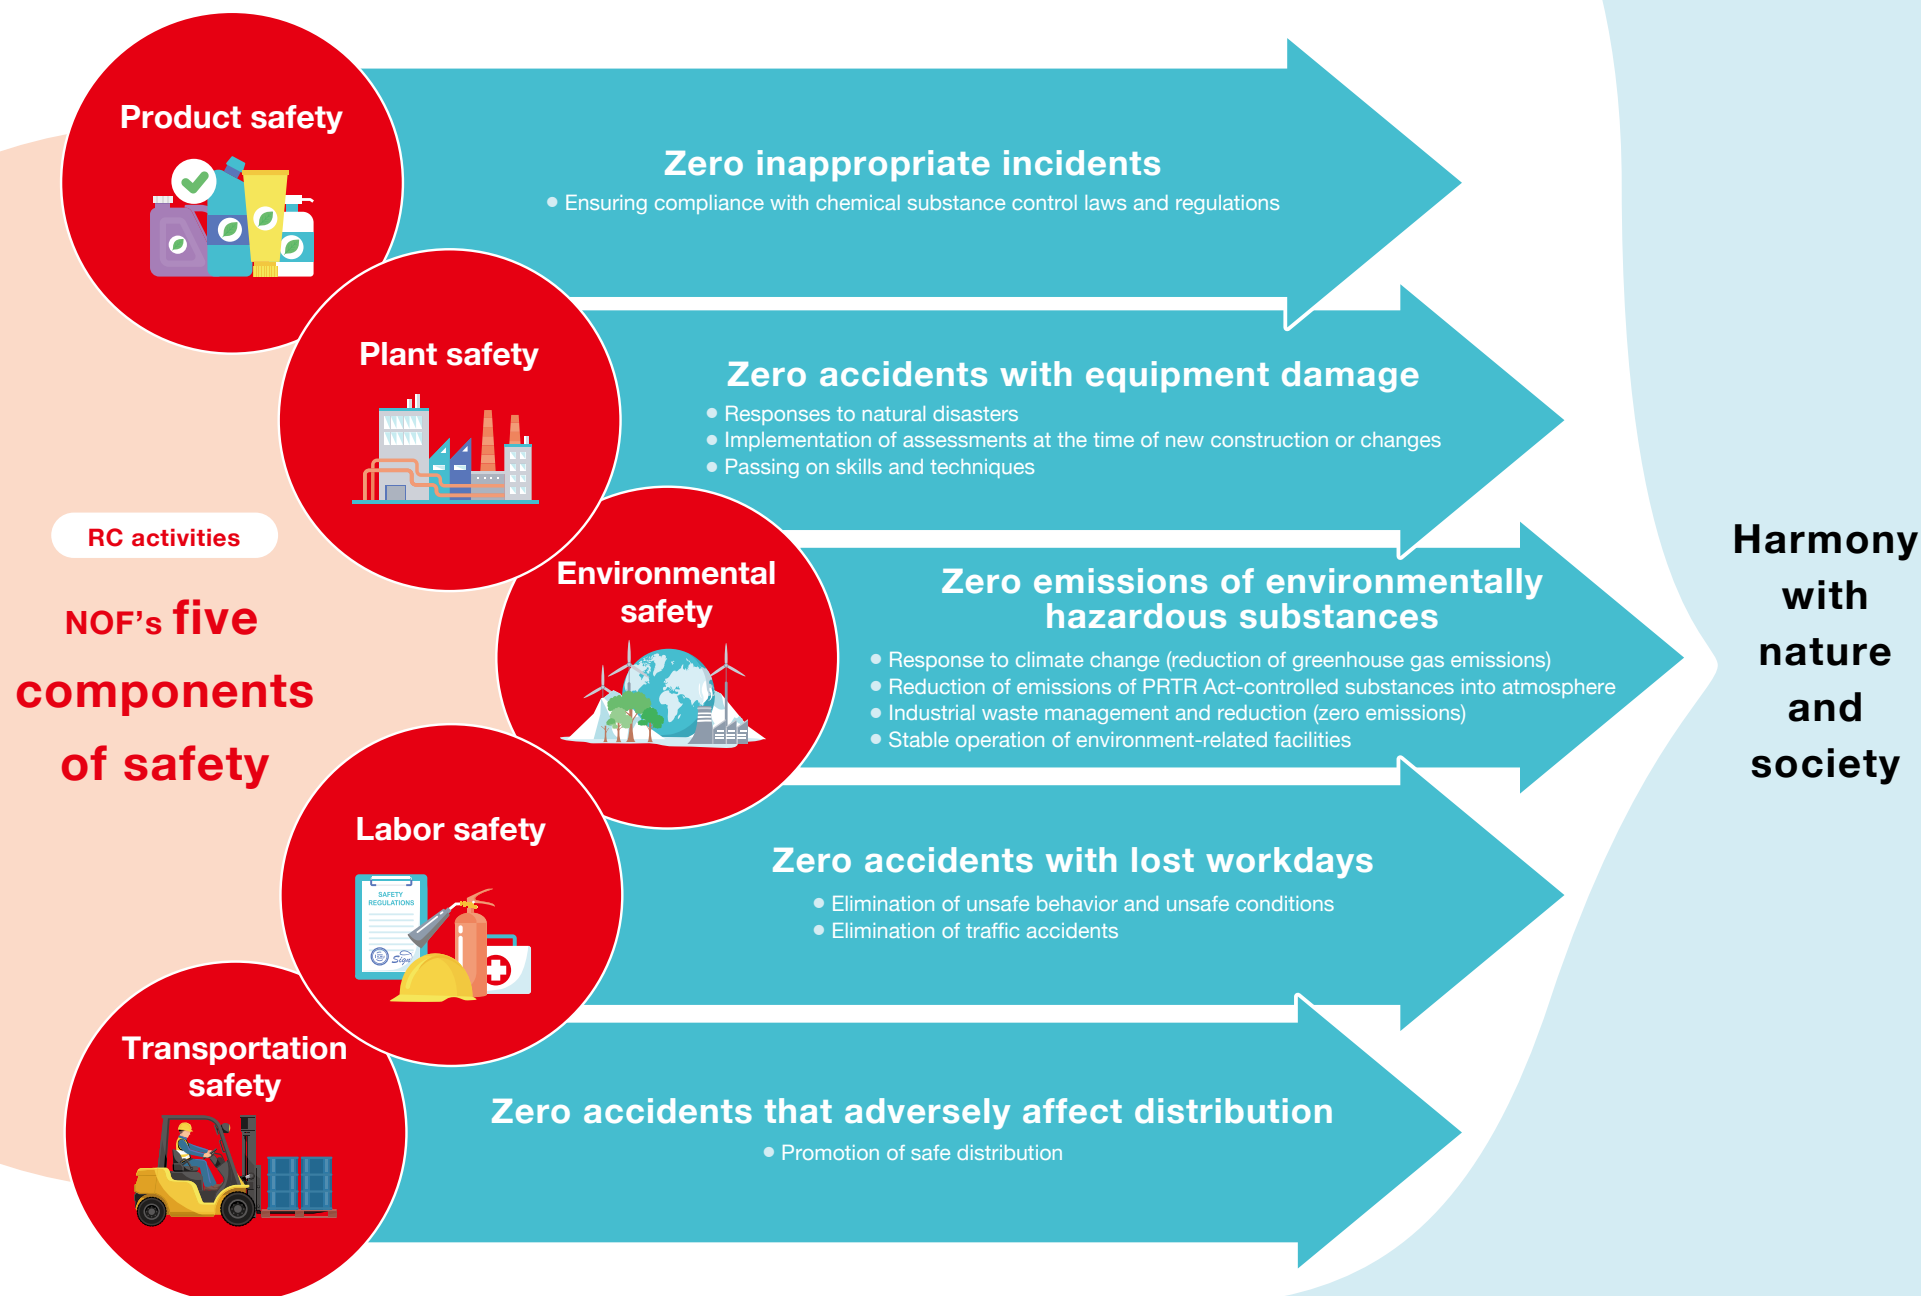 Product safety
Zero inappropriate incidents
● Ensuring compliance with chemical substance control laws and regulations
Plant safety
Zero accidents with equipment damage
● Responses to natural disasters
● Implementation of assessments at the time of new construction or changes
● Passing on skills and techniques
RC activities
NOF's five
components
of safety
Environmental
safety
Zero emissions of environmentally
hazardous substances
● Response to climate change (reduction of greenhouse gas emissions)
● Reduction of emissions of PRTR Act-controlled substances into atmosphere
● Industrial waste management and reduction (zero emissions)
● Stable operation of environment-related facilities
Labor safety
SAFETY
REGULATIONS
Sign
Zero accidents with lost workdays
● Elimination of unsafe behavior and unsafe conditions
● Elimination of traffic accidents
Transportation
safety
Zero accidents that adversely affect distribution
● Promotion of safe distribution
Harmony
with
nature
and
society